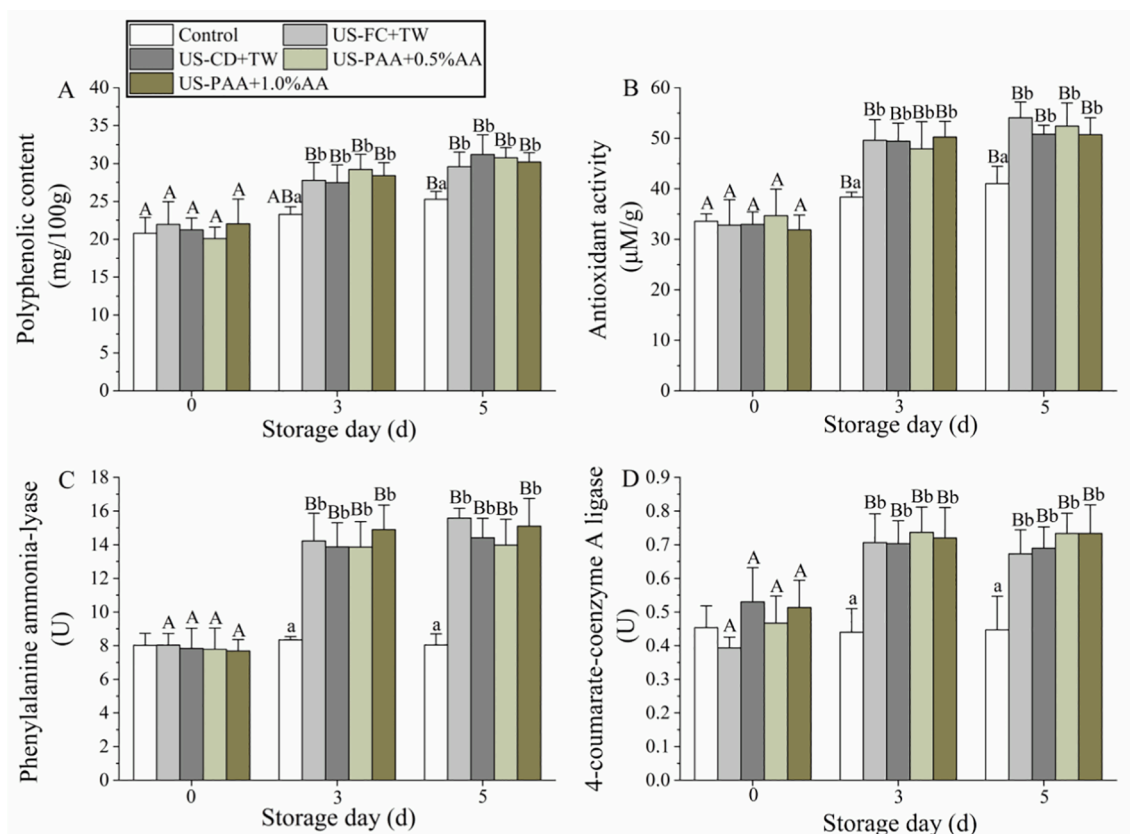 Control US-FC+TW
US-CD+TW US-PAA+0.5%AA
US-PAA+1.0%AA
A
Polyphenolic content
(mg/100g)
40
35
30
25
20
15
10
5
0
A A A A A
ABa Bb Bb Bb Bb
Ba Bb Bb Bb Bb
0 3 5
Storage day (d)
B
Antioxidant activity
(μM/g)
60
50
40
30
20
10
0
A A A A A
Ba Bb Bb Bb Bb
Ba Bb Bb Bb Bb
0 3 5
Storage day (d)
C
Phenylalanine ammonia-lyase
(U)
18
16
14
12
10
8
6
4
2
0
A A A A
a Bb Bb Bb Bb
a Bb Bb Bb Bb
0 3 5
Storage day (d)
D
4-coumarate-coenzyme A ligase
(U)
0.9
0.8
0.7
0.6
0.5
0.4
0.3
0.2
0.1
0.0
A A A A
a Bb Bb Bb Bb
a Bb Bb Bb Bb
0 3 5
Storage day (d)